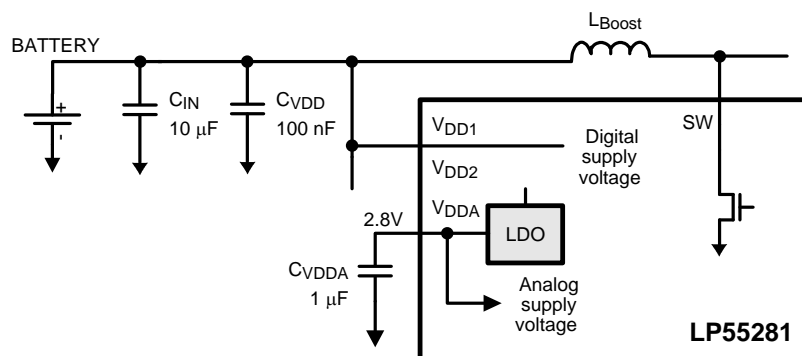 L_Boost
BATTERY
+
-
C_IN
10 μF
C_VDD
100 nF
V_DD1
Digital
supply
voltage
SW
V_DD2
V_DDA
2.8V
LDO
C_VDDA
1 μF
Analog
supply
voltage
LP55281